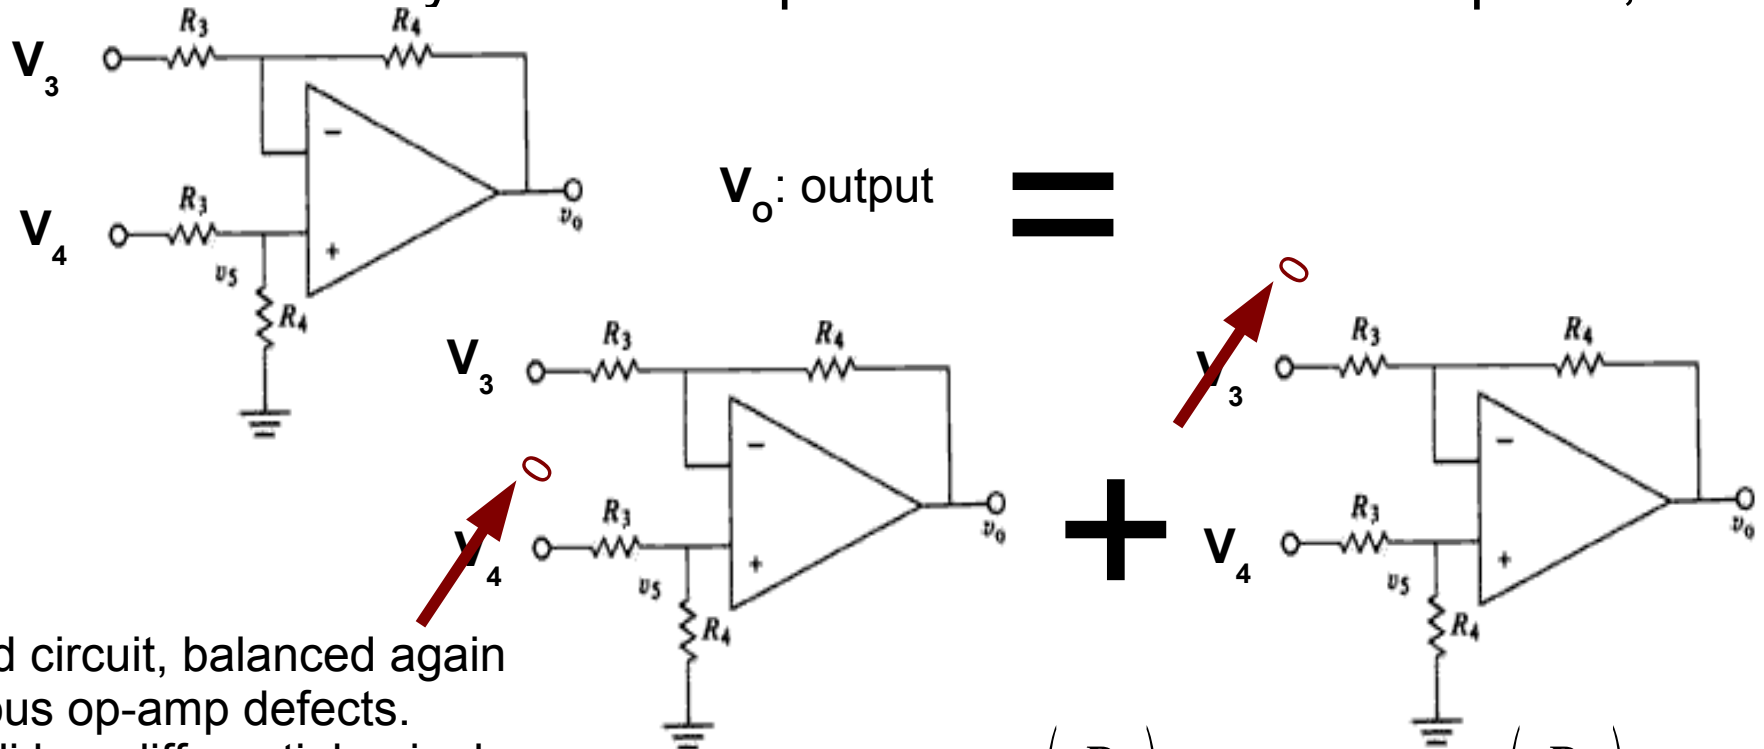 R3 R4
V3
−
R3
V4
+
v5
R4
vo
Vo: output
=
0
V3
R3 R4
−
0
V4
R3
+
v5
R4
vo
+
V3
R3 R4
−
V4
R3
+
v5
R4
vo
d circuit, balanced again
ous op-amp defects.